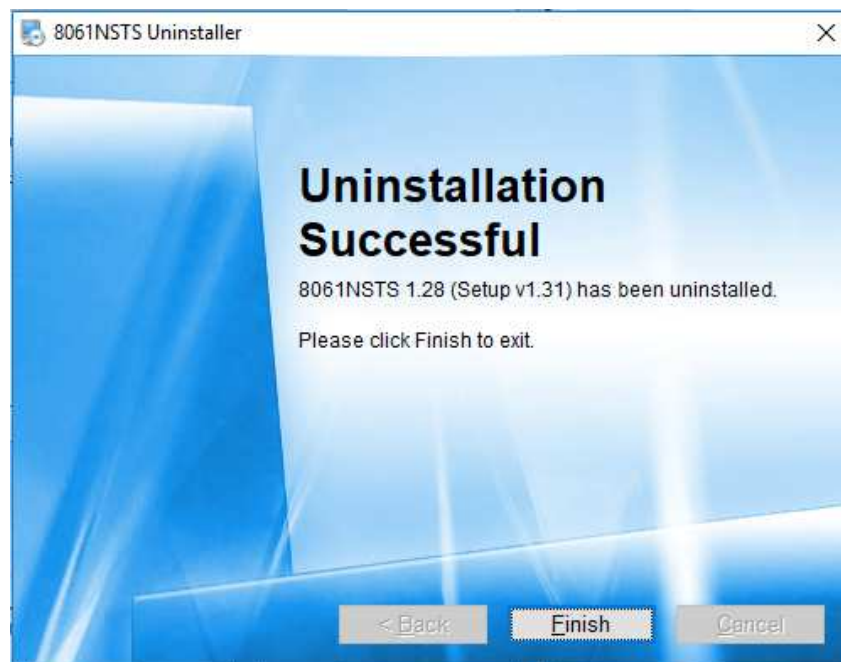 8061NSTS Uninstaller
Uninstallation
Successful
8061NSTS 1.28 (Setup v1.31) has been uninstalled.
Please click Finish to exit.
< Back
Finish
Cancel